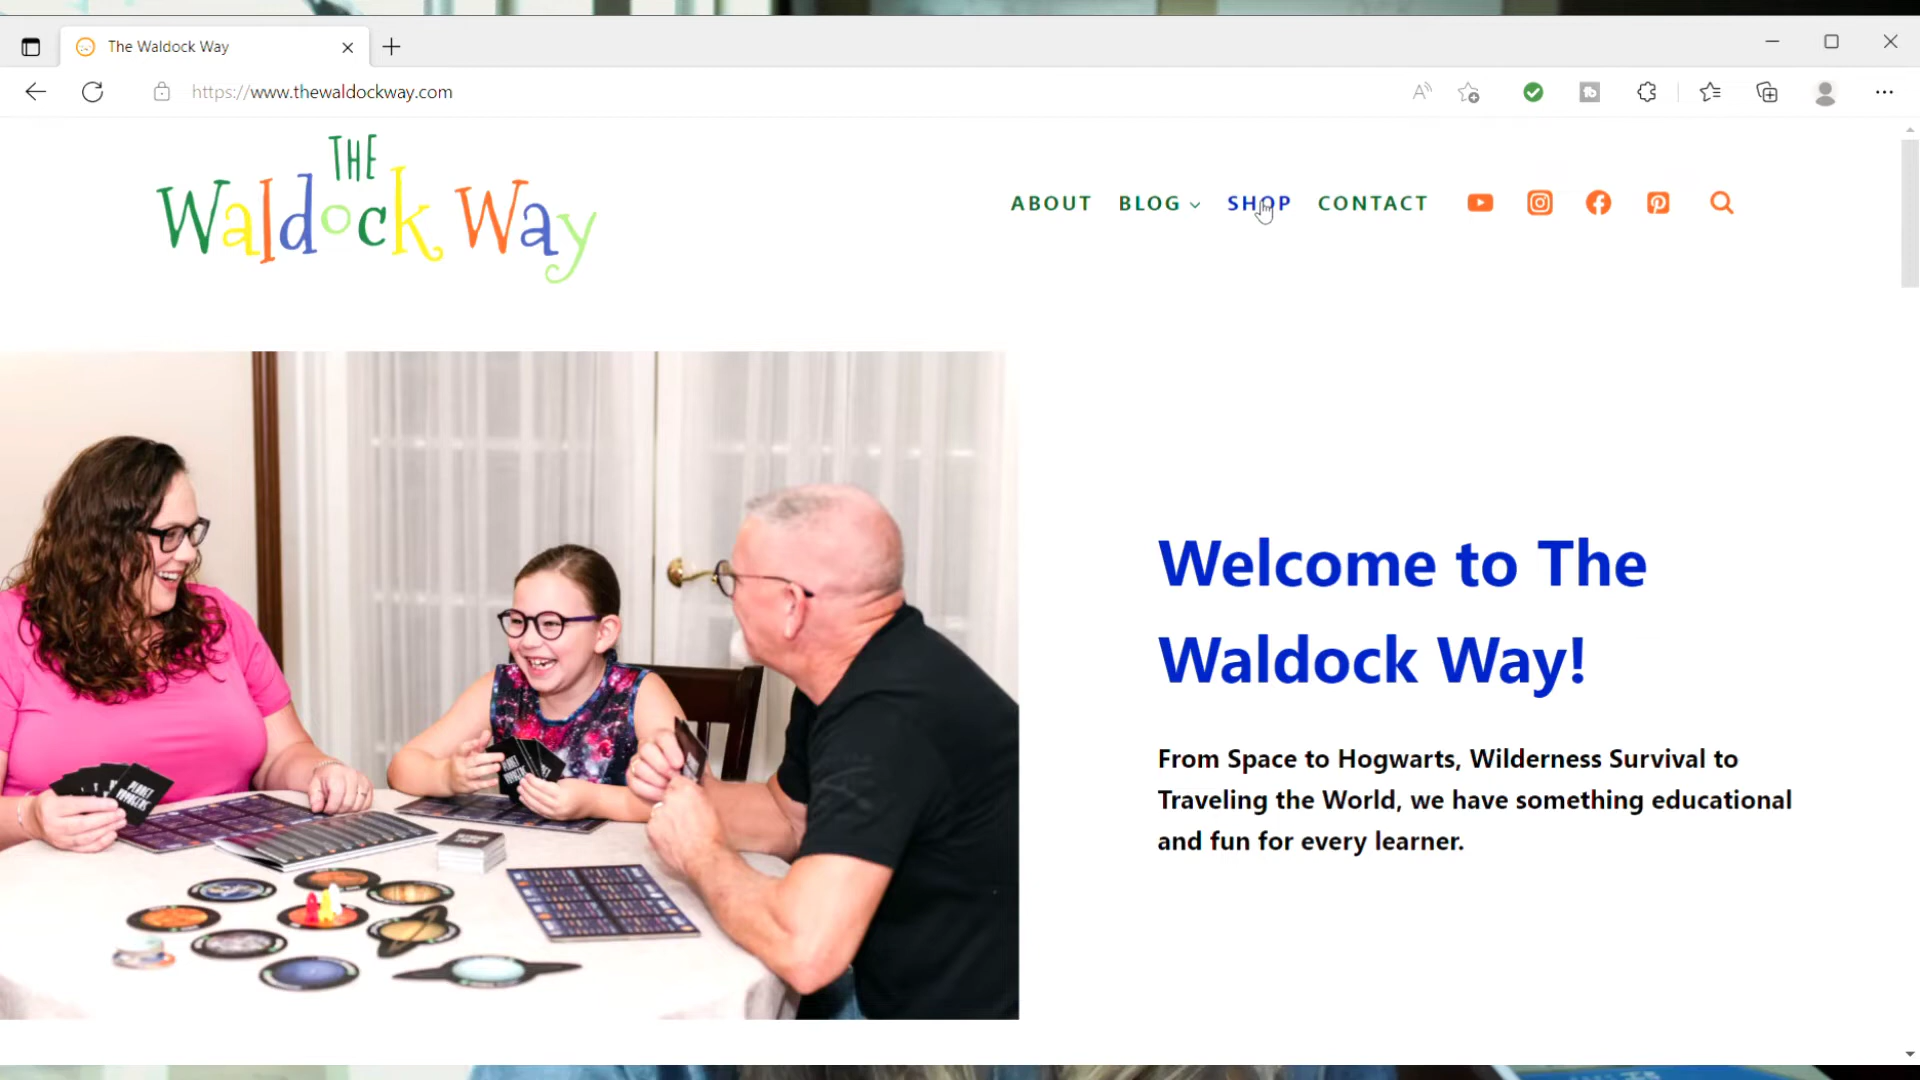 The Waldock Way
https://www.thewaldockway.com
THE
Waldock Way
ABOUT BLOG SHOP CONTACT
Welcome to The
Waldock Way!
From Space to Hogwarts, Wilderness Survival to
Traveling the World, we have something educational
and fun for every learner.